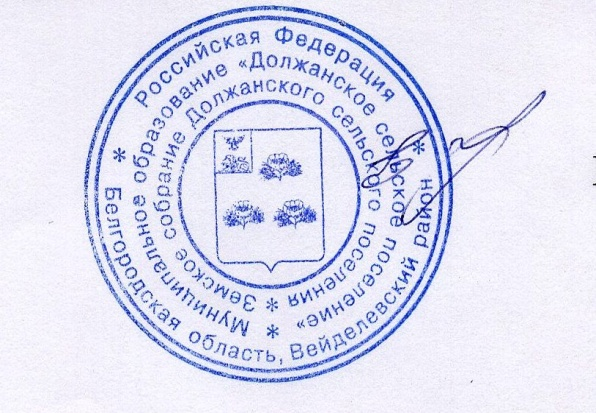 Российская Федерация
* Белгородская область, Вейделевский район *
Муниципальное образование «Должанское сельское поселение» *
Земское собрание Должанского сельского поселения *